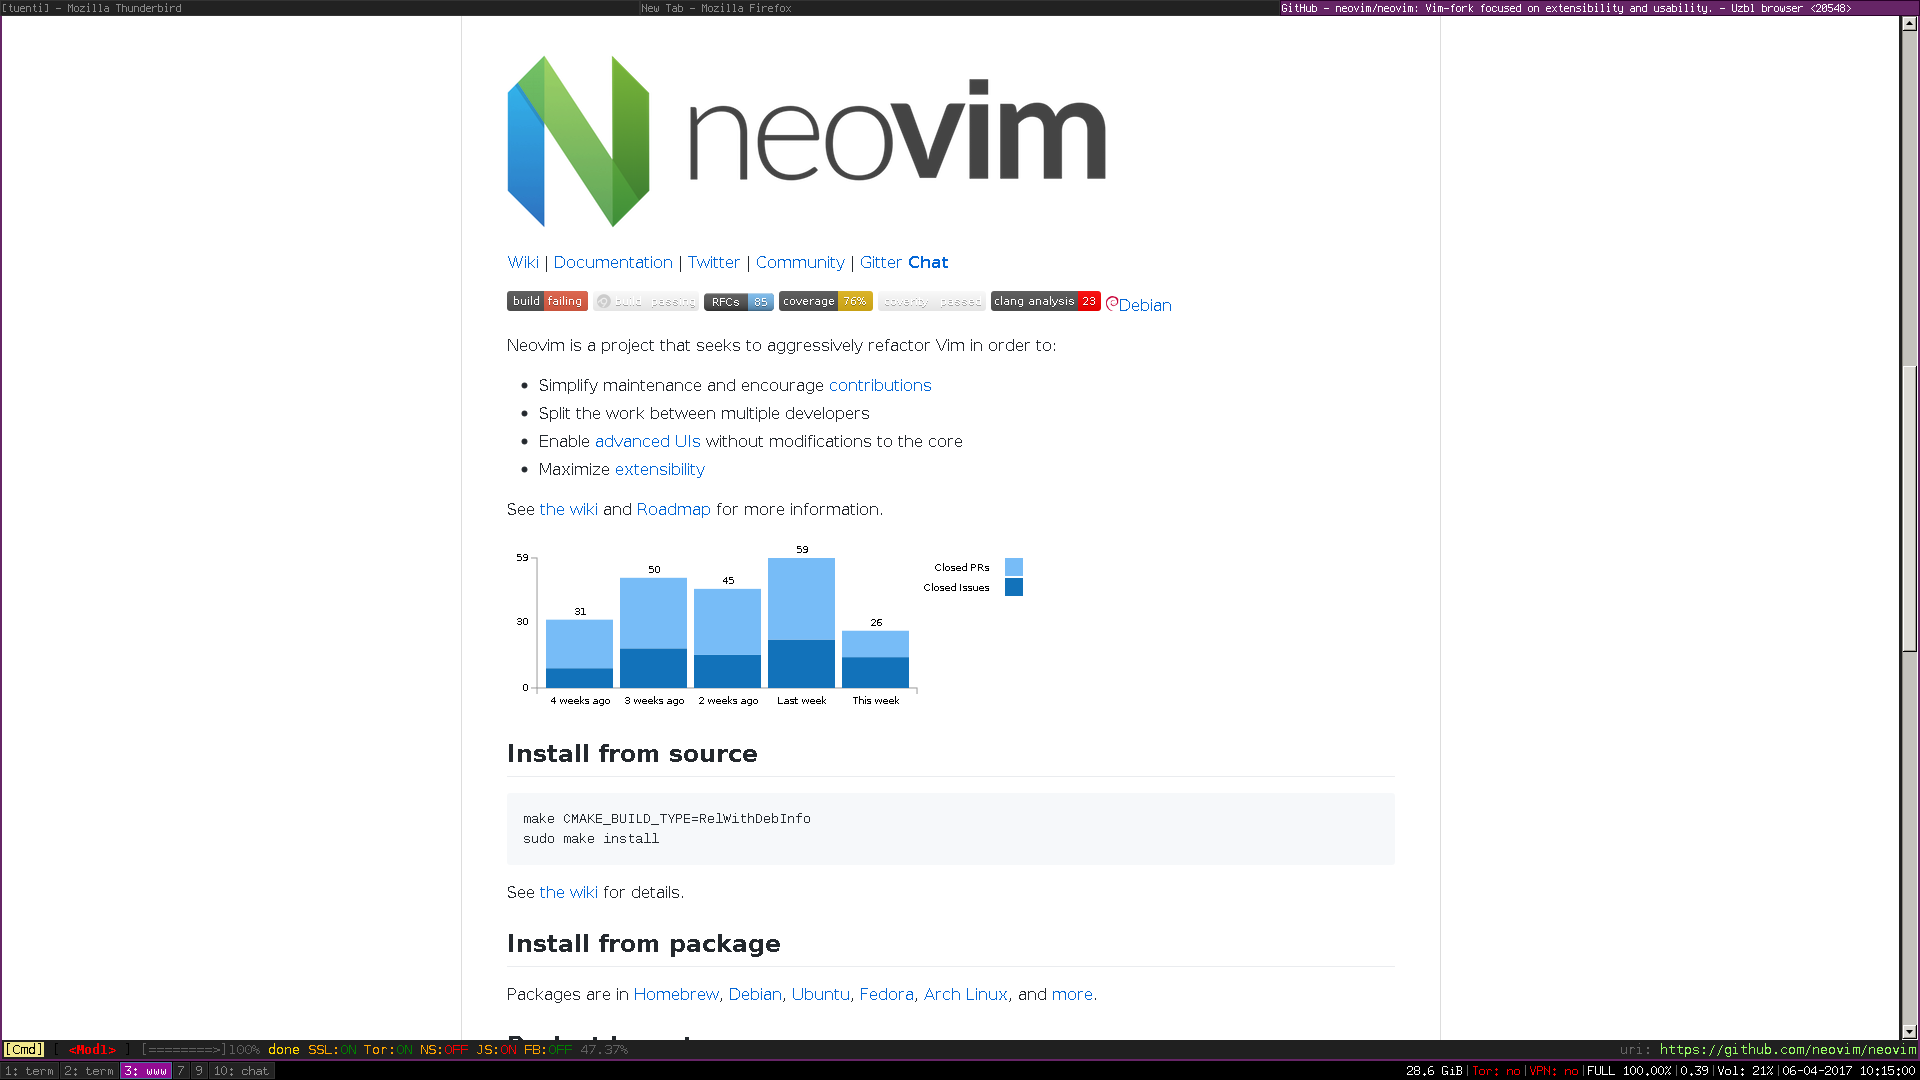 [tuenti] - Mozilla Thunderbird
New Tab - Mozilla Firefox
GitHub - neovim/neovim: Vim-fork focused on extensibility and usability. - Uzbl browser <20548>
neovim
Wiki | Documentation | Twitter | Community | Gitter Chat
build failing build passing RFCs 85 coverage 76% coverity passed clang analysis 23 Debian
Neovim is a project that seeks to aggressively refactor Vim in order to:
• Simplify maintenance and encourage contributions
• Split the work between multiple developers
• Enable advanced UIs without modifications to the core
• Maximize extensibility
See the wiki and Roadmap for more information.
59
30
0
31
50
45
59
26
4 weeks ago
3 weeks ago
2 weeks ago
Last week
This week
Closed PRs
Closed Issues
Install from source
make CMAKE_BUILD_TYPE=RelWithDebInfo
sudo make install
See the wiki for details.
Install from package
Packages are in Homebrew, Debian, Ubuntu, Fedora, Arch Linux, and more.
[Cmd] [ <Mod1> ] [========>]100% done SSL:ON Tor:ON NS:OFF JS:ON FB:OFF 47.37%
uri: https://github.com/neovim/neovim
1: term 2: term 3: www 7 9 10: chat
28.6 GiB|Tor: no|VPN: no|FULL 100.00%|0.39|Vol: 21%|06-04-2017 10:15:00